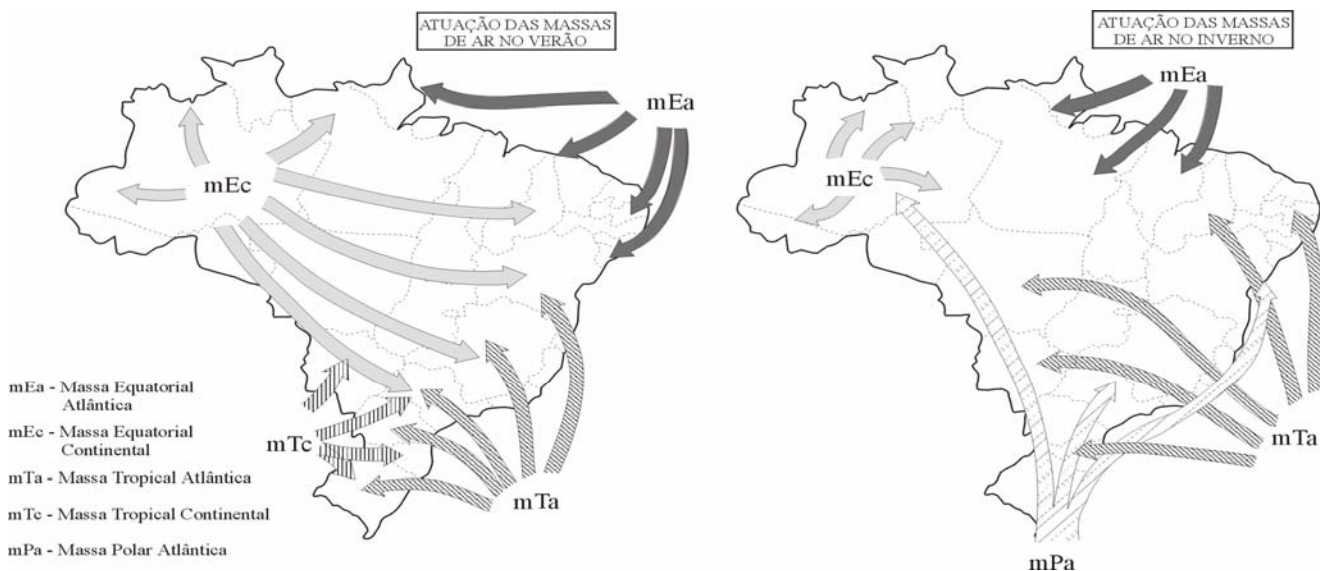 ATUAÇÃO DAS MASSAS
DE AR NO VERÃO
mEa
mEc
mTc
mTa
mEa - Massa Equatorial
Atlântica
mEc - Massa Equatorial
Continental
mTa - Massa Tropical Atlântica
mTc - Massa Tropical Continental
mPa - Massa Polar Atlântica
ATUAÇÃO DAS MASSAS
DE AR NO INVERNO
mEa
mEc
mTa
mPa